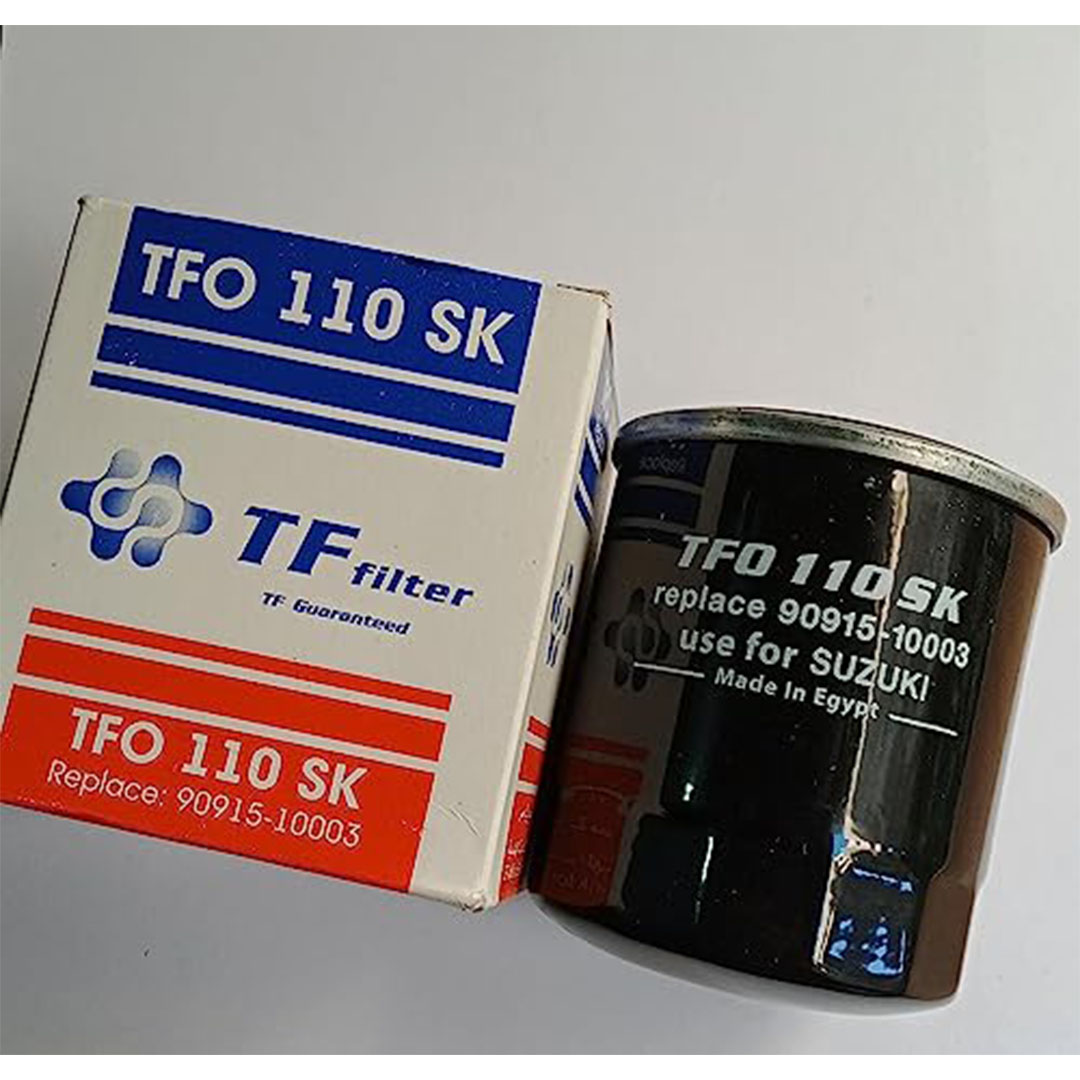 TFO 110 SK
TF filter
TF Guaranteed
TFO 110 SK
Replace: 90915-10003
TFO 110 SK
replace 90915-10003
use for SUZUKI
Made In Egypt